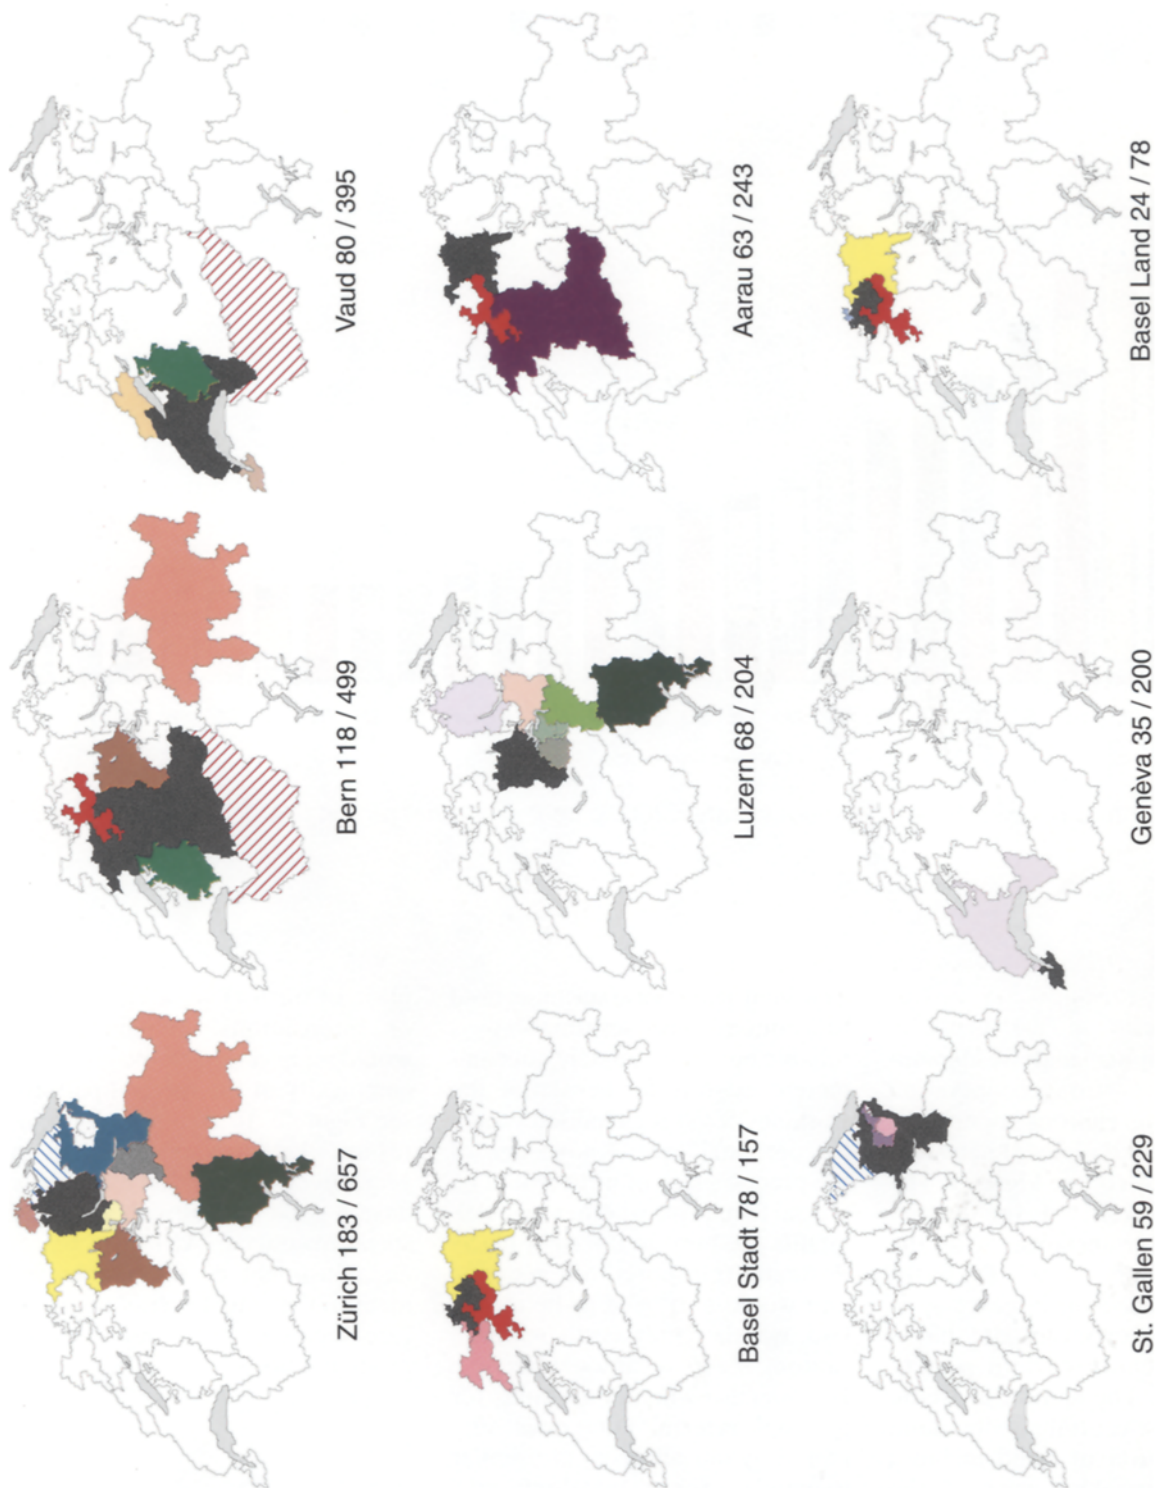 Zürich 183 / 657
Bern 118 / 499
Vaud 80 / 395
Basel Stadt 78 / 157
Luzern 68 / 204
Aarau 63 / 243
St. Gallen 59 / 229
Genèva 35 / 200
Basel Land 24 / 78